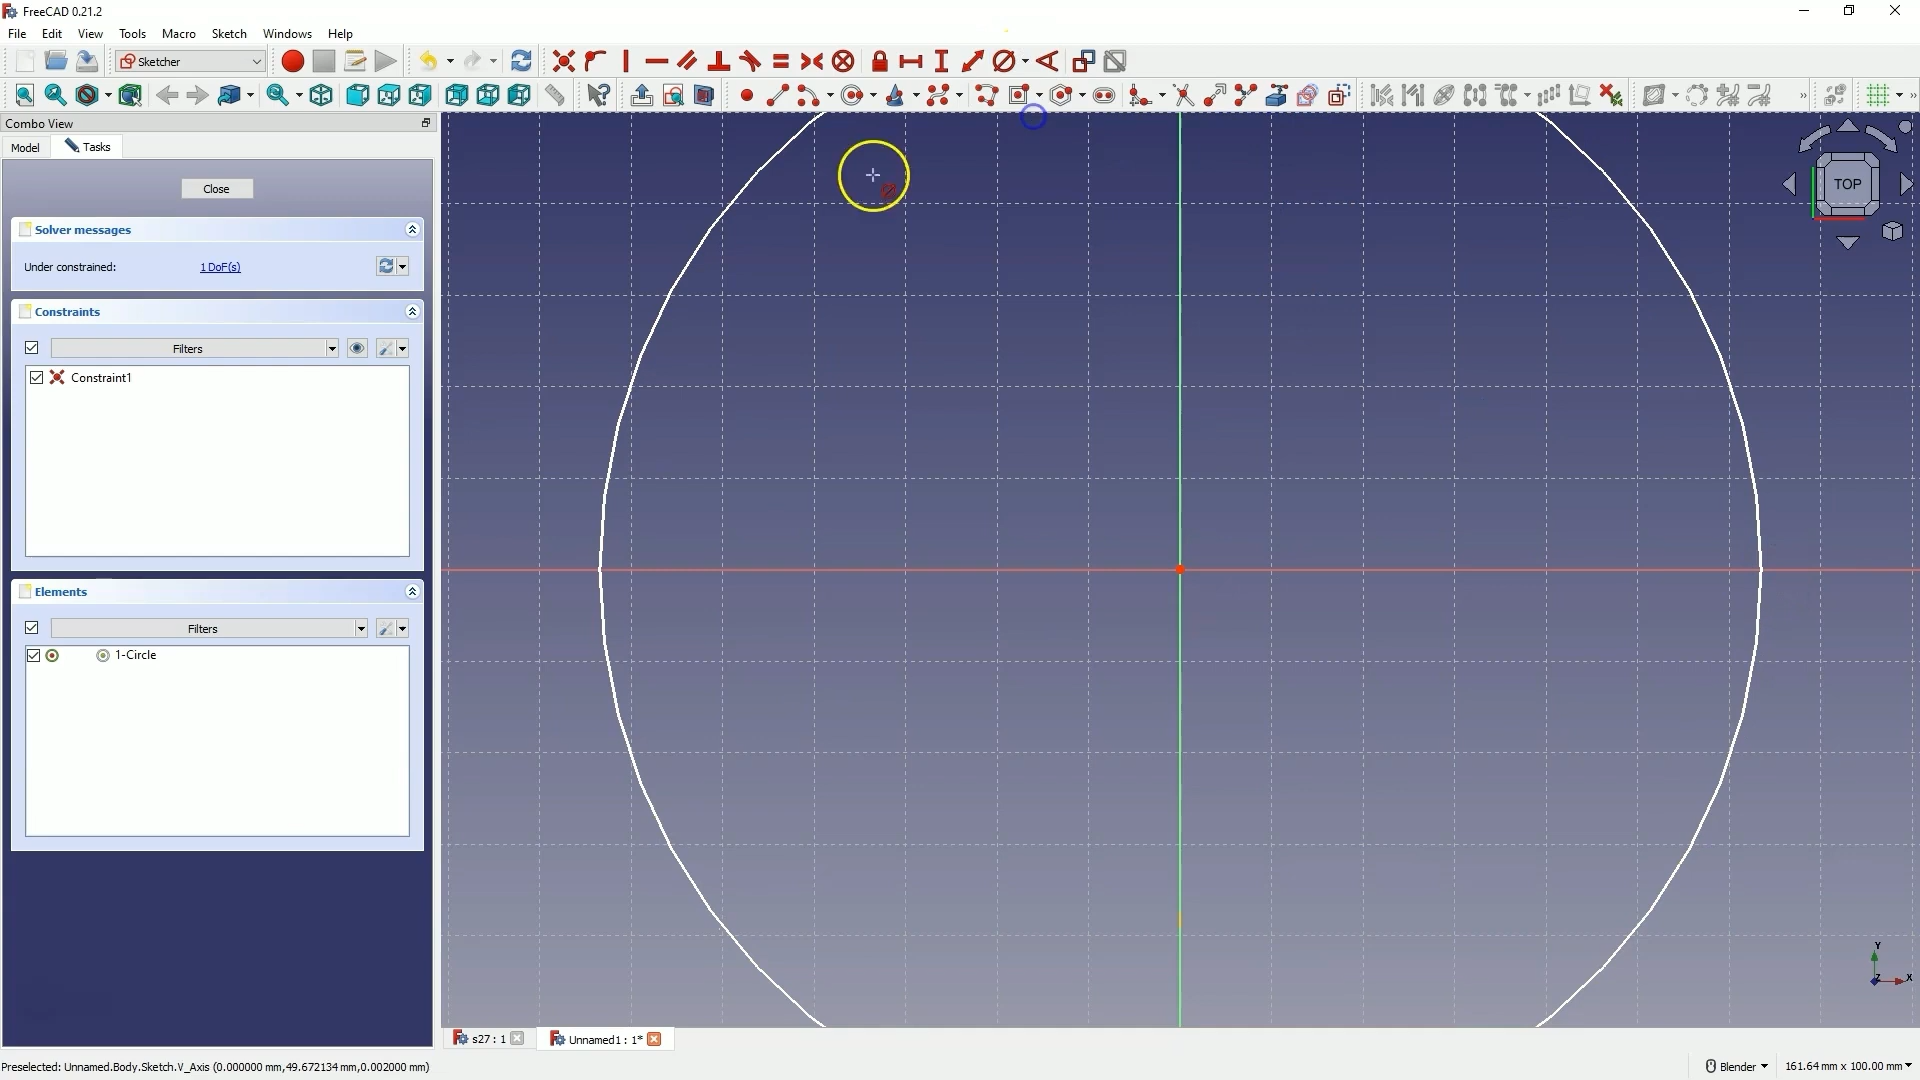 FreeCAD 0.21.2
File Edit View Tools Macro Sketch Windows Help
Sketcher
Combo View
Model Tasks
Close
Solver messages
Under constrained: 1 DoF(s)
Constraints
Filters
Constraint1
Elements
Filters
1-Circle
TOP
Y
Z X
s27 : 1 Unnamed1 : 1*
Preselected: Unnamed.Body.Sketch.V_Axis (0.000000 mm,49.672134 mm,0.002000 mm) Blender 161.64 mm x 100.00 mm